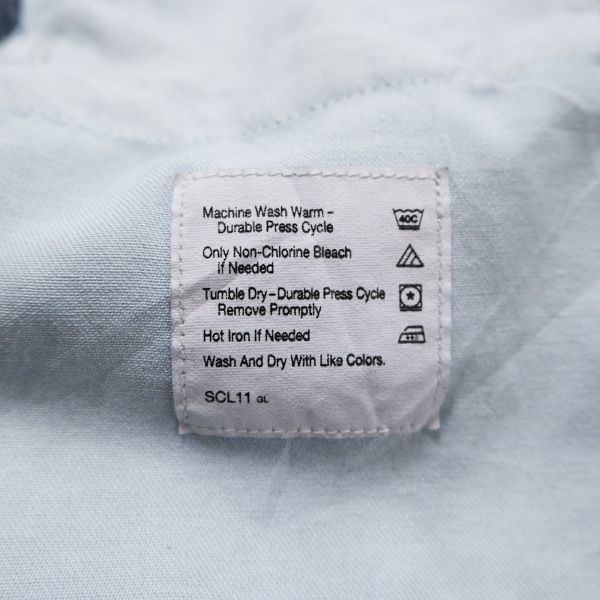 Machine Wash Warm –
Durable Press Cycle
40C
Only Non-Chlorine Bleach
If Needed
Tumble Dry–Durable Press Cycle
Remove Promptly
Hot Iron If Needed
Wash And Dry With Like Colors.
SCL11 GL